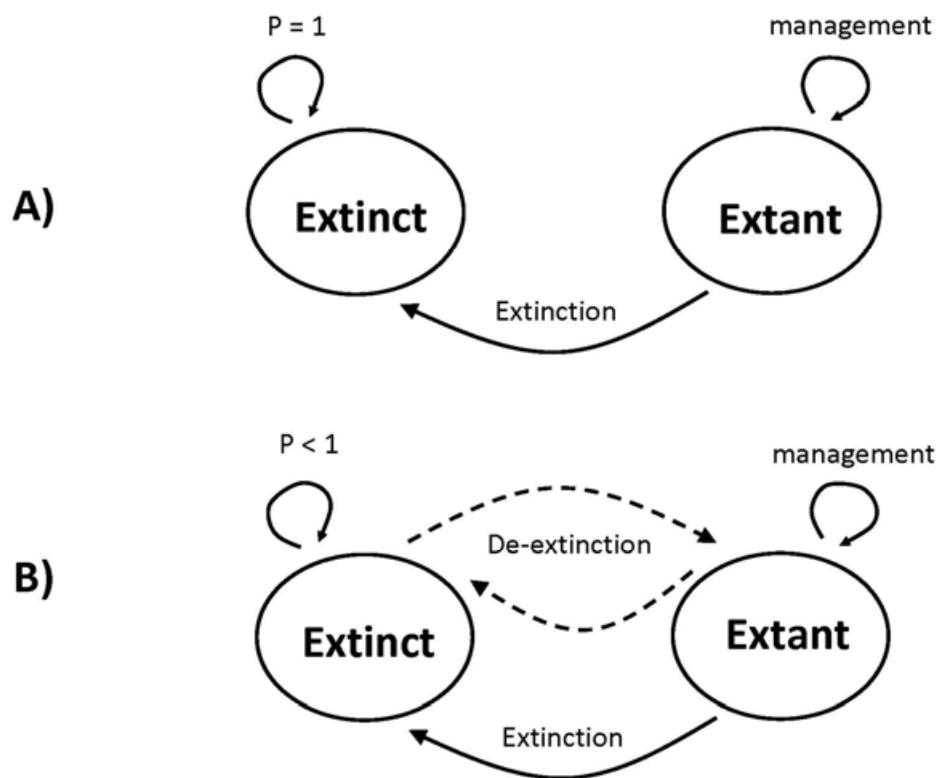 P = 1
management
A)
Extinct
Extant
Extinction
P < 1
management
De-extinction
B)
Extinct
Extant
Extinction